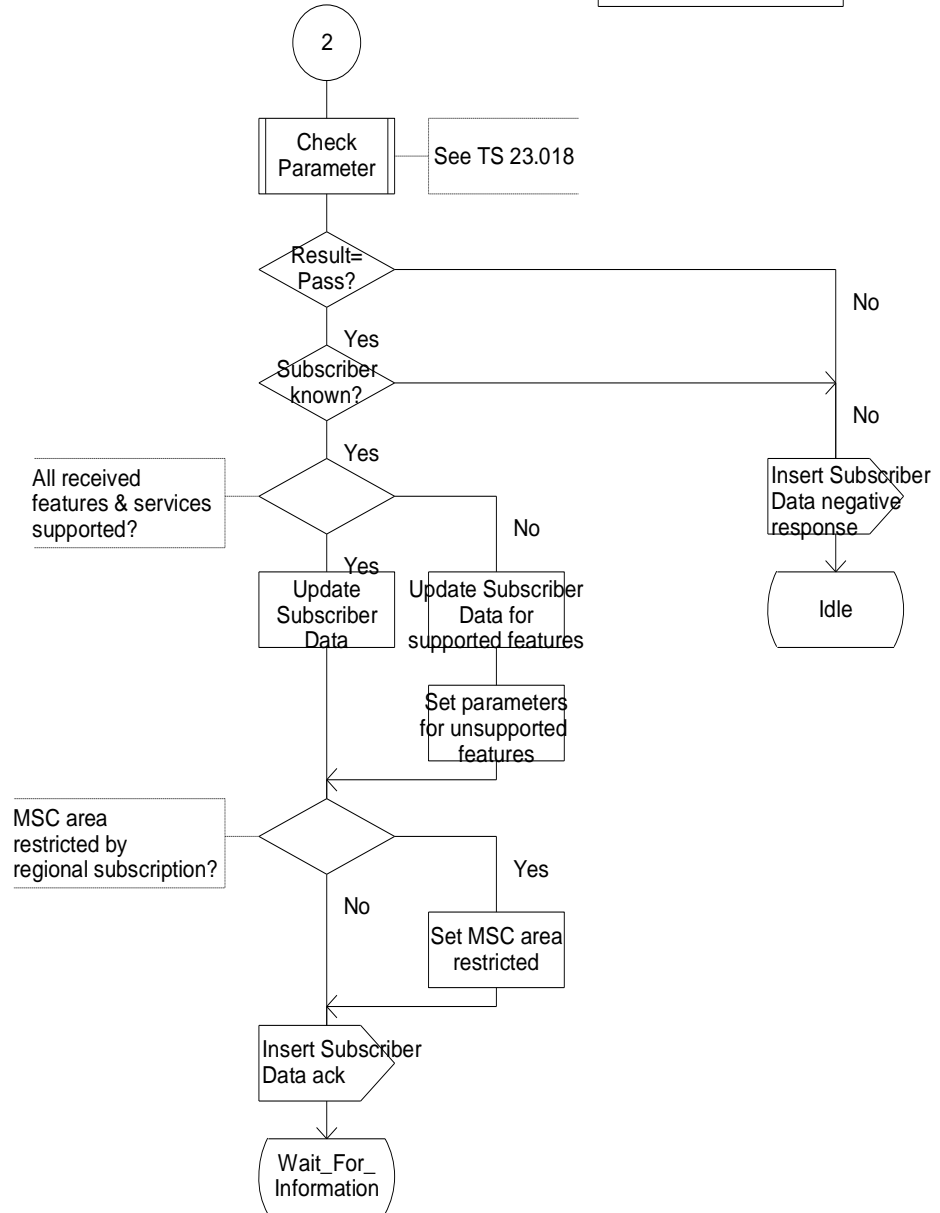 2
Check
Parameter
See TS 23.018
Result=
Pass?
No
Yes
Subscriber
known?
No
Yes
All received
features & services
supported?
Insert Subscriber
Data negative
response
No
Yes
Update
Subscriber
Data
Update Subscriber
Data for
supported features
Idle
Set parameters
for unsupported
features
MSC area
restricted by
regional subscription?
Yes
No
Set MSC area
restricted
Insert Subscriber
Data ack
Wait_For_
Information